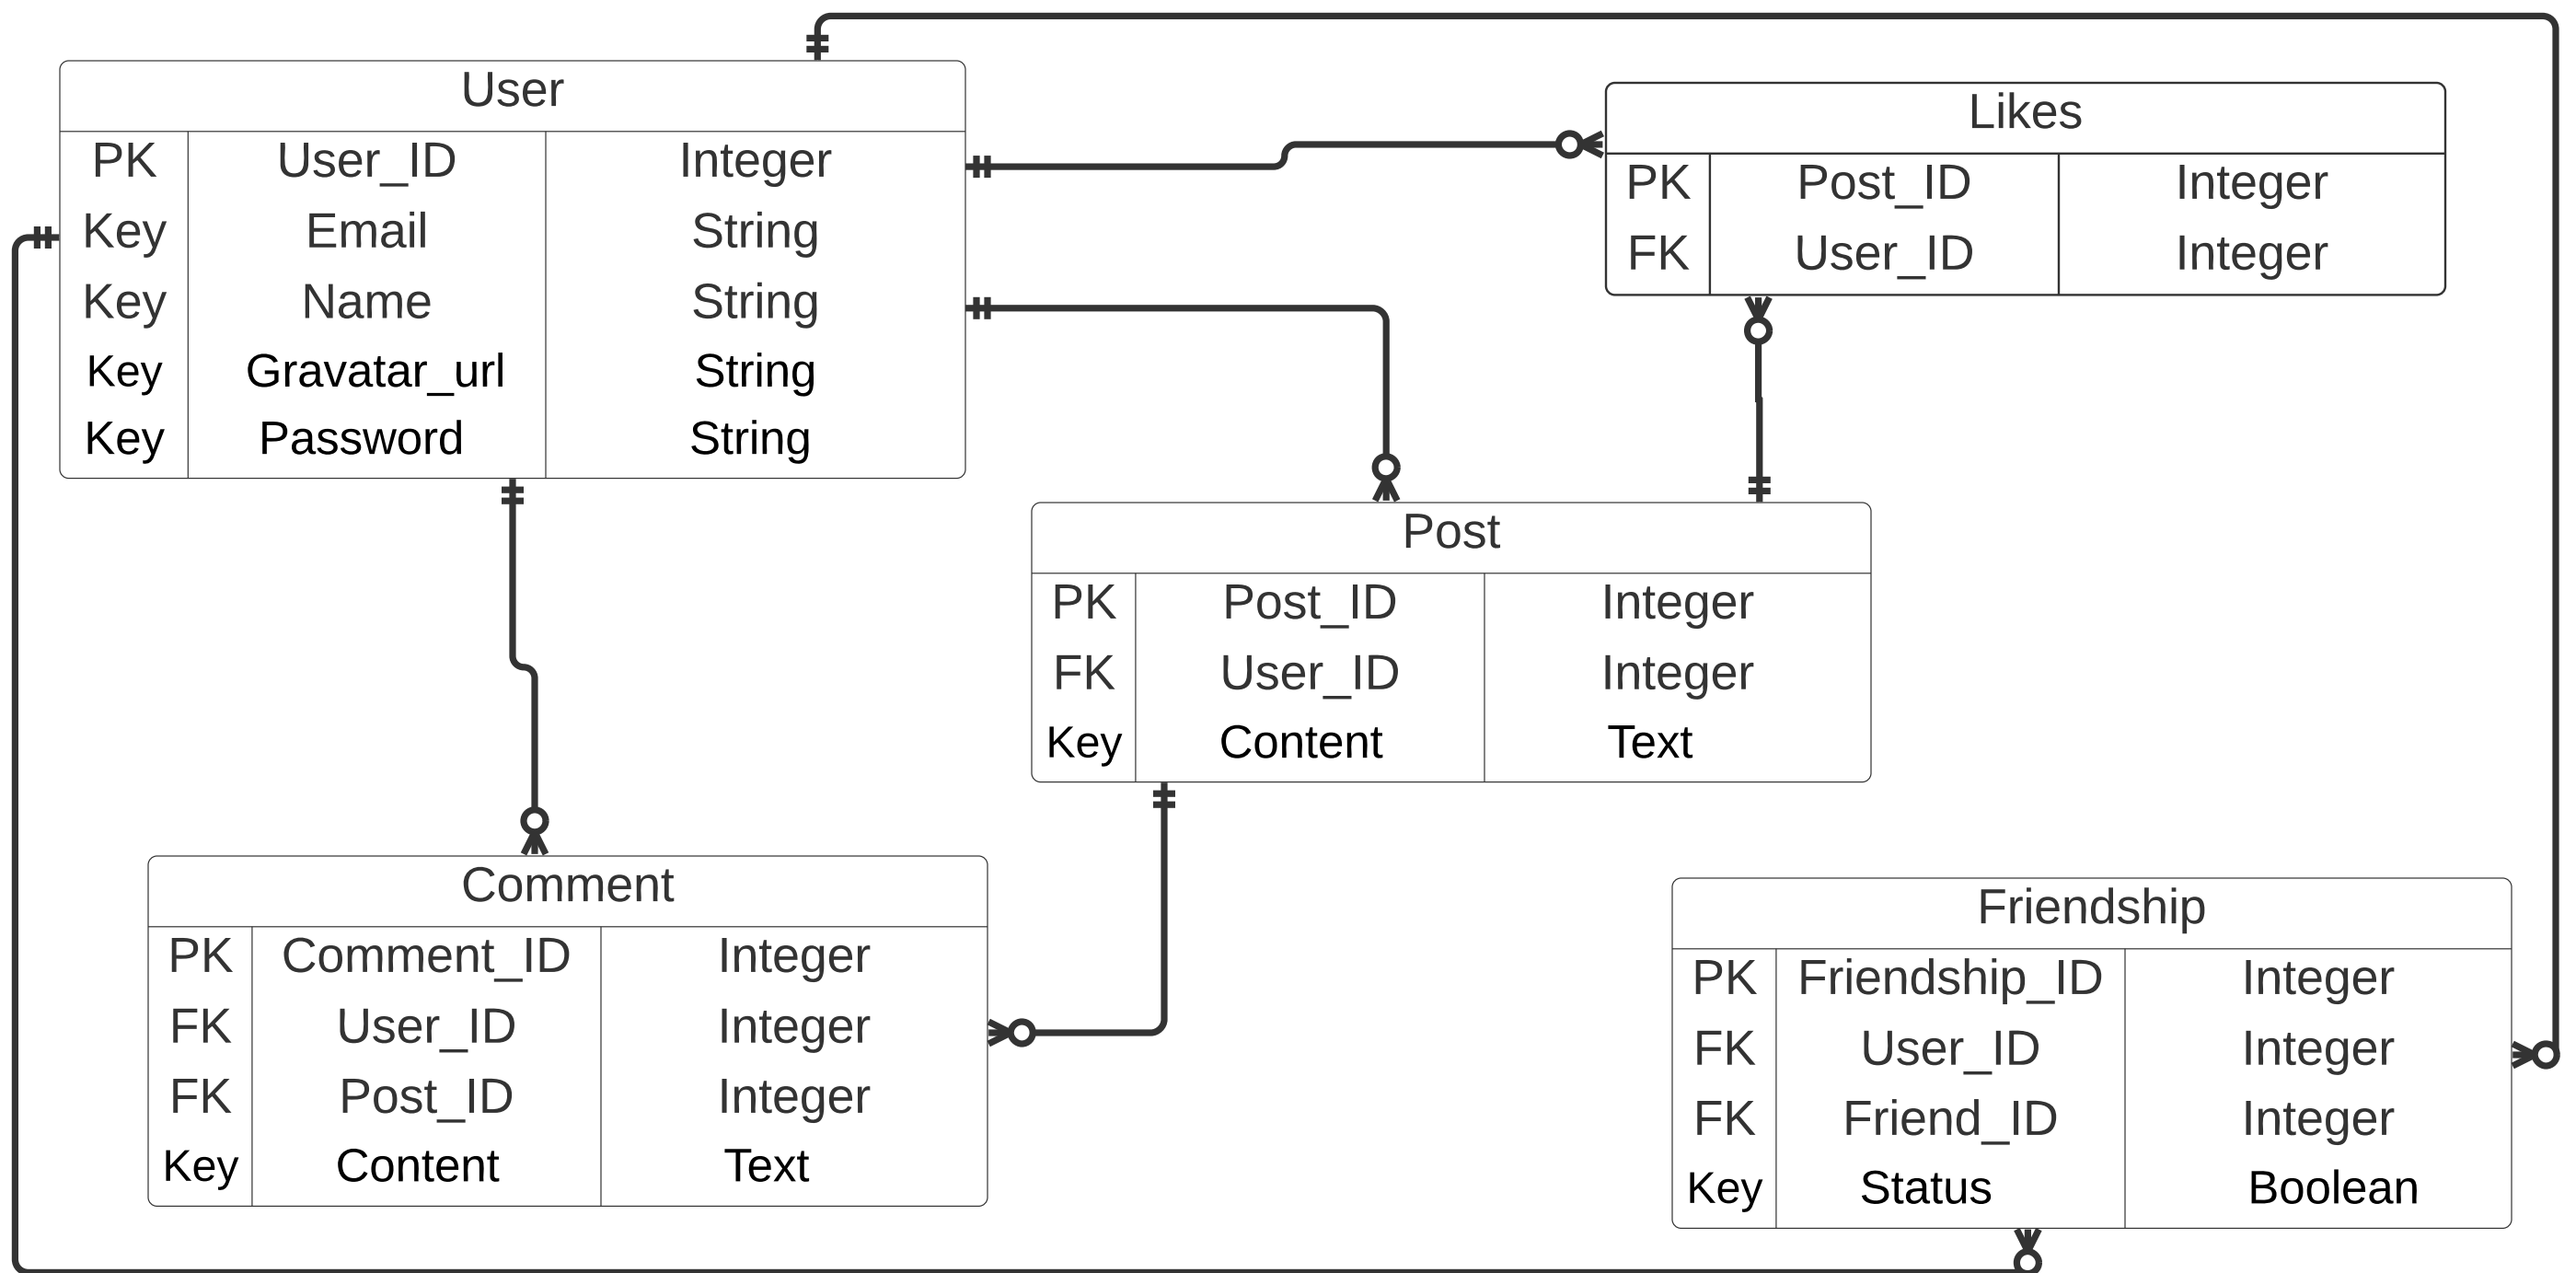 User
PK User_ID Integer
Key Email String
Key Name String
Key Gravatar_url String
Key Password String
Likes
PK Post_ID Integer
FK User_ID Integer
Post
PK Post_ID Integer
FK User_ID Integer
Key Content Text
Comment
PK Comment_ID Integer
FK User_ID Integer
FK Post_ID Integer
Key Content Text
Friendship
PK Friendship_ID Integer
FK User_ID Integer
FK Friend_ID Integer
Key Status Boolean